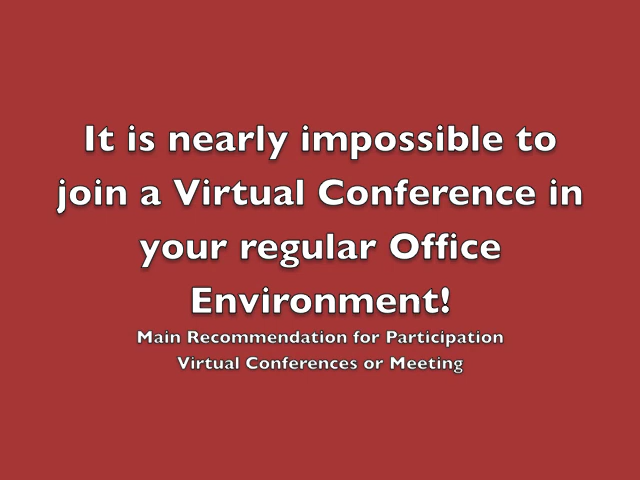 It is nearly impossible to
join a Virtual Conference in
your regular Office
Environment!
Main Recommendation for Participation
Virtual Conferences or Meeting